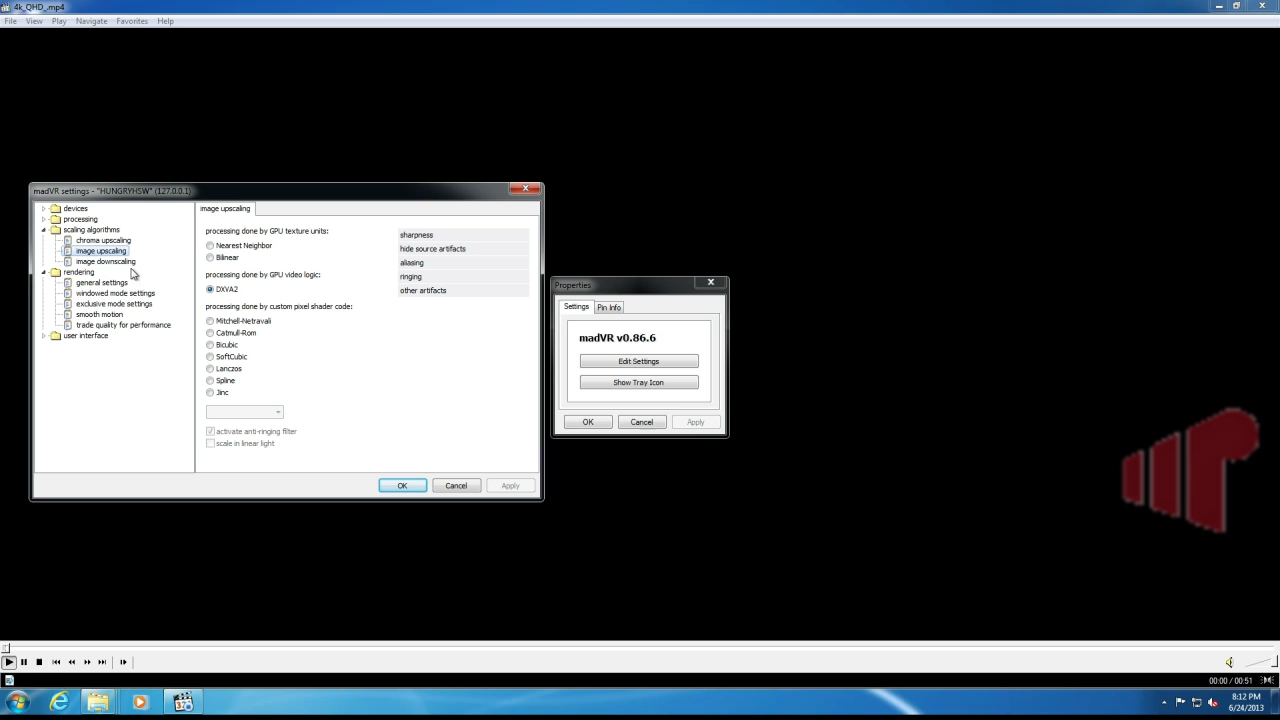 4k_QHD_.mp4
File View Play Navigate Favorites Help
madVR settings - "HUNGRYHSW" (127.0.0.1)
devices
processing
scaling algorithms
chroma upscaling
image upscaling
image downscaling
rendering
general settings
windowed mode settings
exclusive mode settings
smooth motion
trade quality for performance
user interface
image upscaling
processing done by GPU texture units:
Nearest Neighbor
Bilinear
processing done by GPU video logic:
DXVA2
processing done by custom pixel shader code:
Mitchell-Netravali
Catmull-Rom
Bicubic
SoftCubic
Lanczos
Spline
Jinc
activate anti-ringing filter
scale in linear light
sharpness
hide source artifacts
aliasing
ringing
other artifacts
OK Cancel Apply
Properties
Settings Pin Info
madVR v0.86.6
Edit Settings
Show Tray Icon
OK Cancel Apply
00:00 / 00:51
8:12 PM
6/24/2013